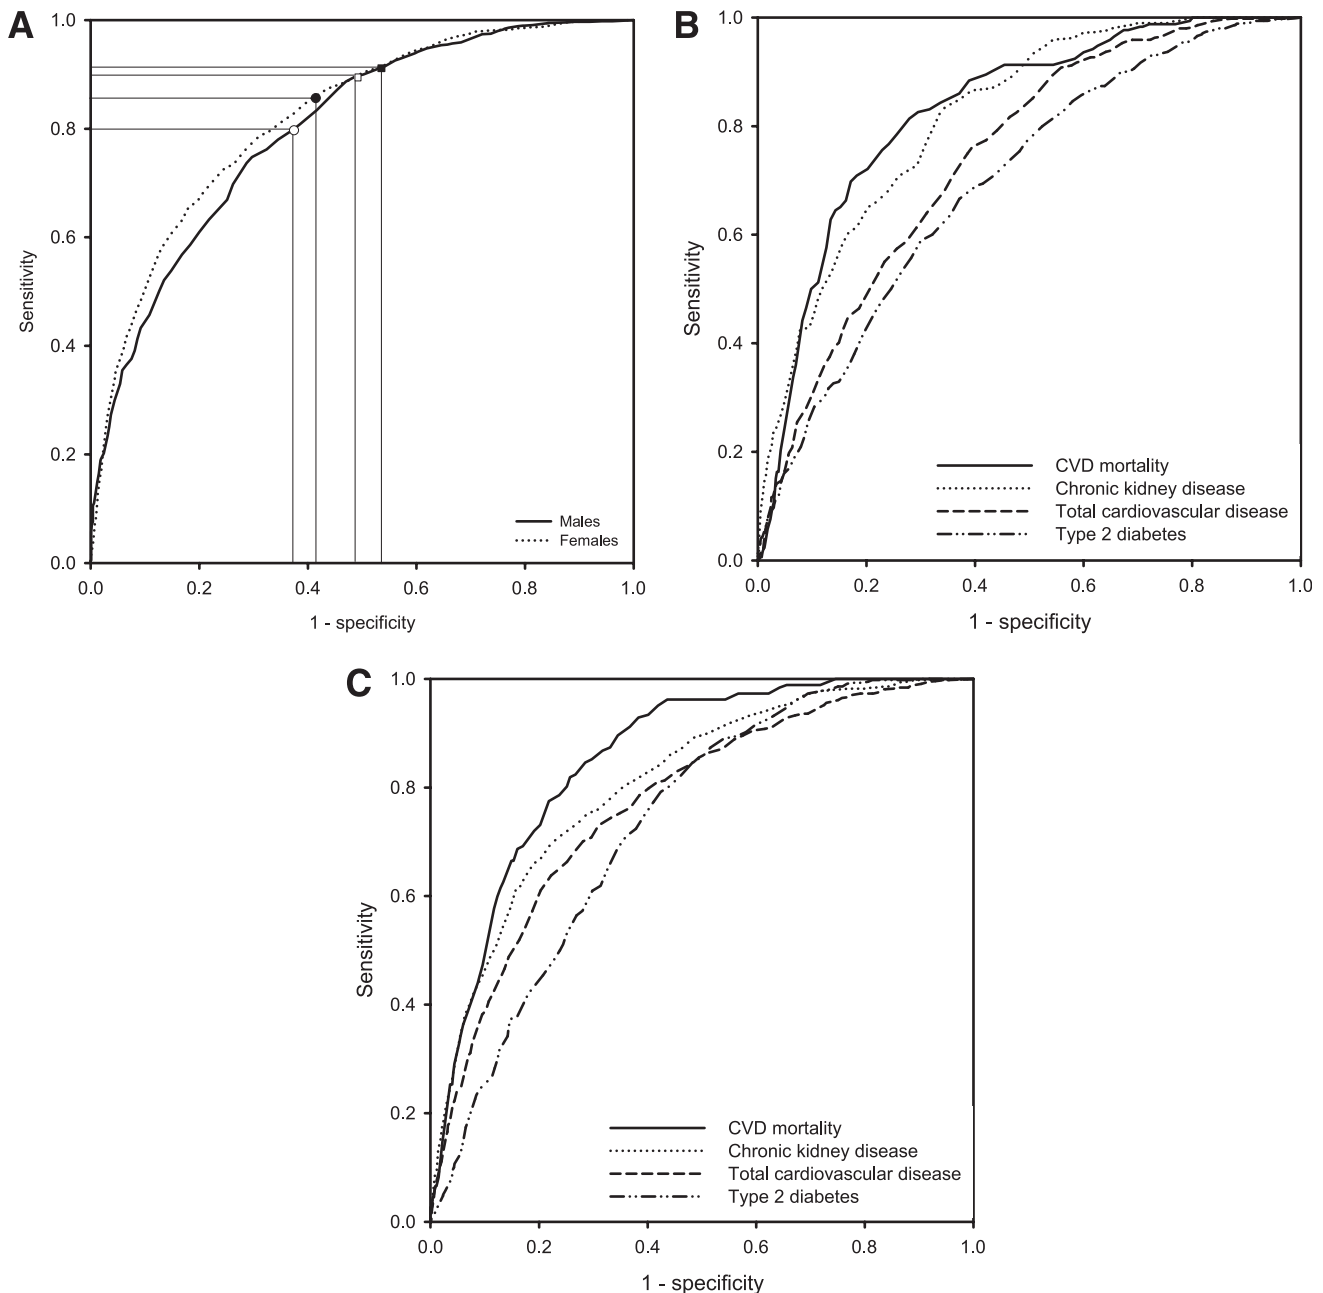 A
1.0
0.8
0.6
0.4
0.2
0.0
Sensitivity
Males
Females
0.0 0.2 0.4 0.6 0.8 1.0
1 - specificity
B
1.0
0.8
0.6
0.4
0.2
0.0
Sensitivity
CVD mortality
Chronic kidney disease
Total cardiovascular disease
Type 2 diabetes
0.0 0.2 0.4 0.6 0.8 1.0
1 - specificity
C
1.0
0.8
0.6
0.4
0.2
0.0
Sensitivity
CVD mortality
Chronic kidney disease
Total cardiovascular disease
Type 2 diabetes
0.0 0.2 0.4 0.6 0.8 1.0
1 - specificity